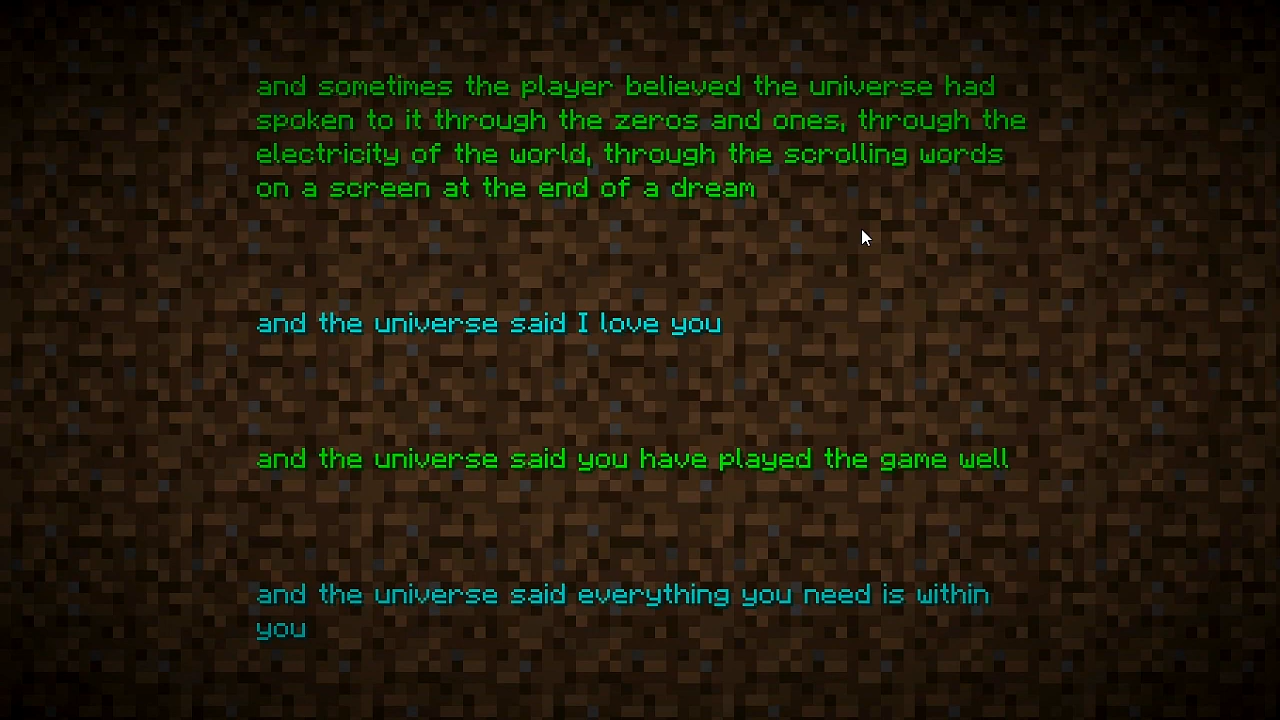 and sometimes the player believed the universe had
spoken to it through the zeros and ones, through the
electricity of the world, through the scrolling words
on a screen at the end of a dream
and the universe said I love you
and the universe said you have played the game well
and the universe said everything you need is within
you